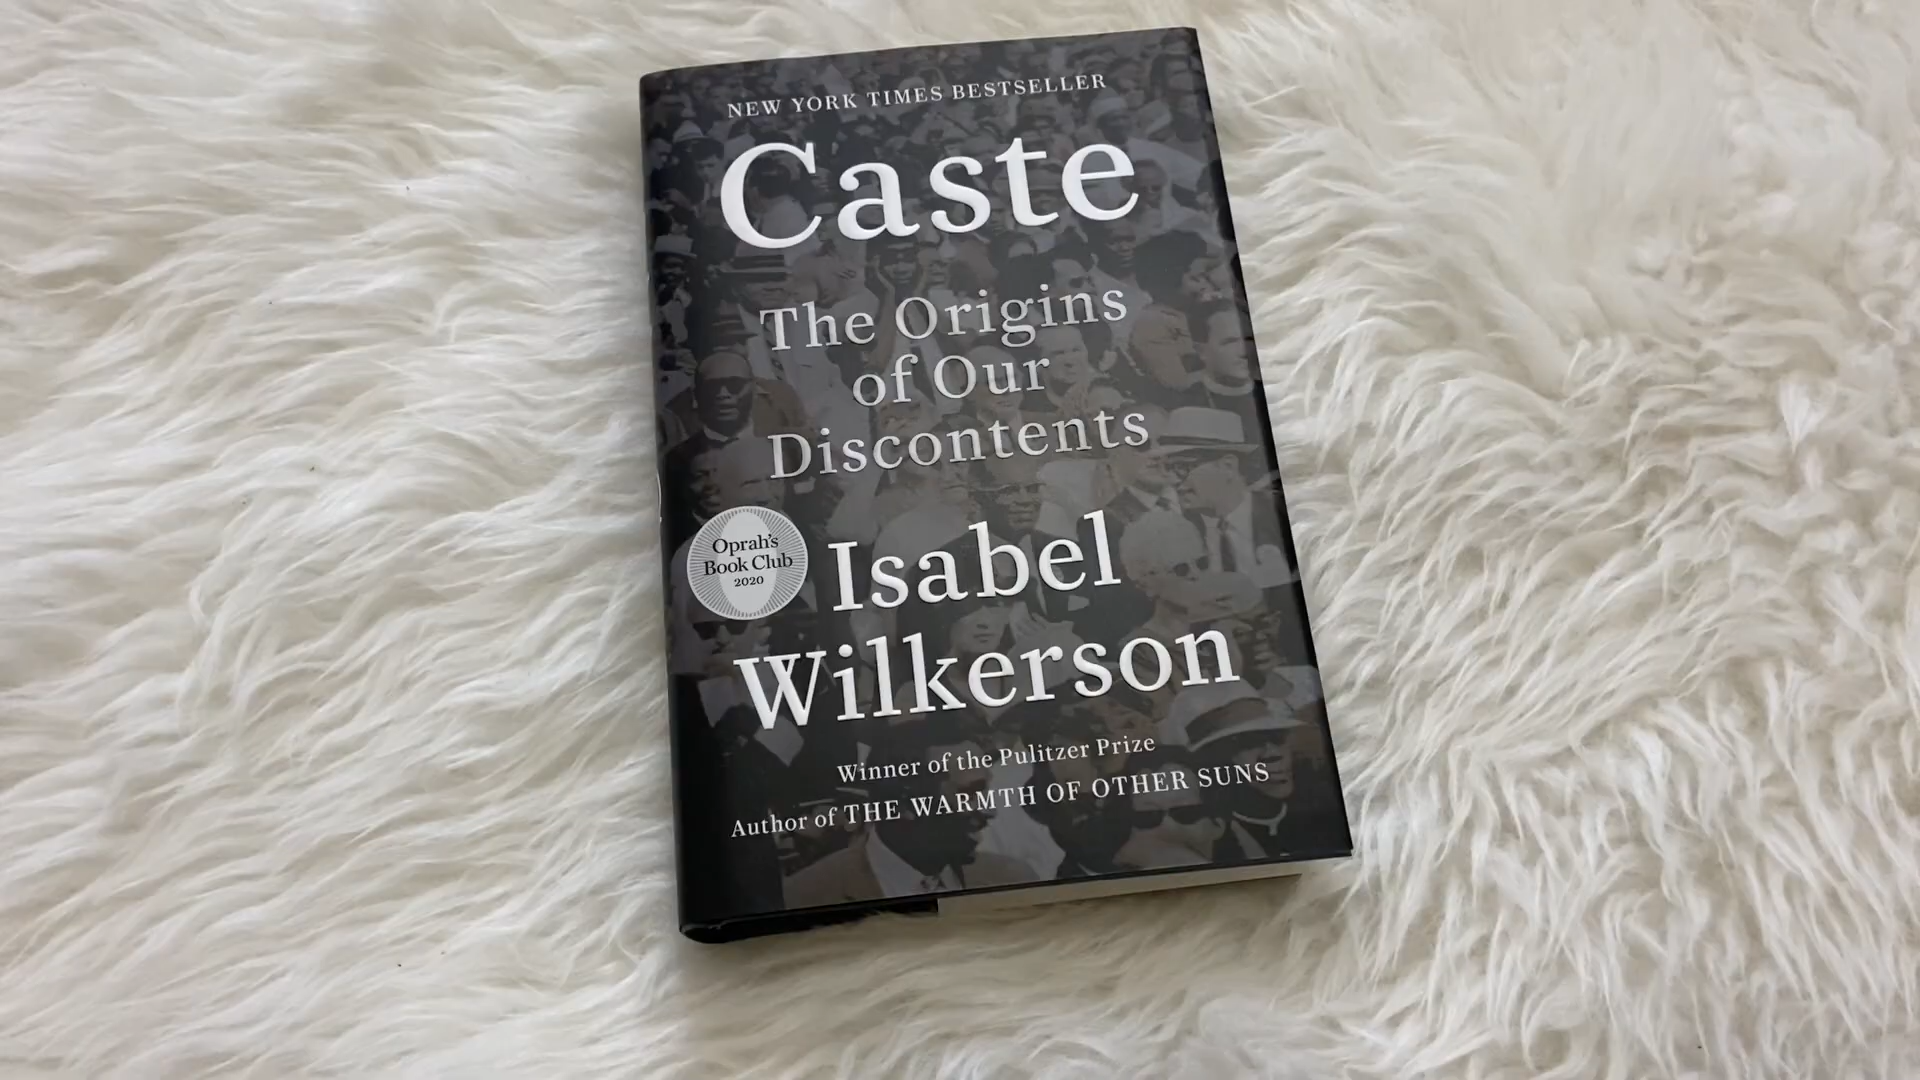 NEW YORK TIMES BESTSELLER
Caste
The Origins
of Our
Discontents
Oprah's
Book Club
2020
Isabel
Wilkerson
Winner of the Pulitzer Prize
Author of THE WARMTH OF OTHER SUNS